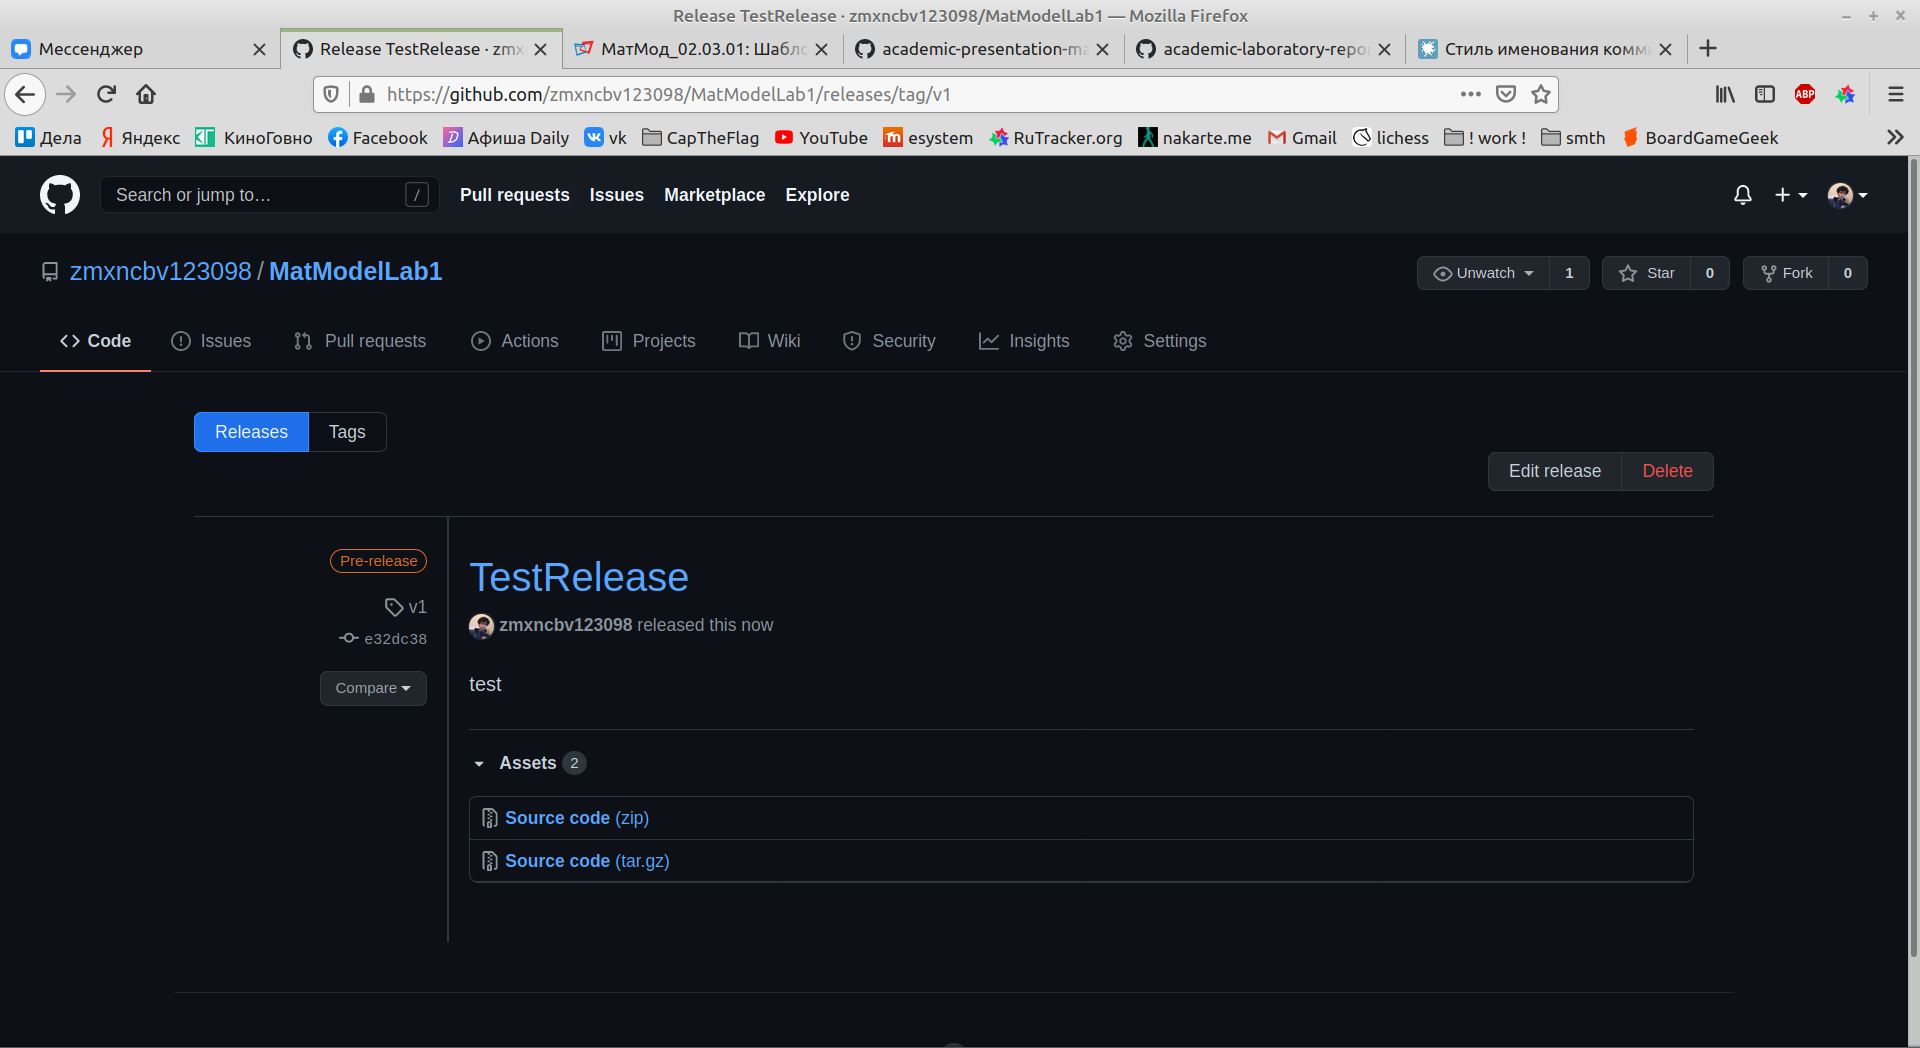 Release TestRelease · zmxncbv123098/MatModelLab1 — Mozilla Firefox
Мессенджер
Release TestRelease · zmx
МатМод_02.03.01: Шабло
academic-presentation-ma
academic-laboratory-repo
Стиль именования комм
https://github.com/zmxncbv123098/MatModelLab1/releases/tag/v1
ABP
Дела
Яндекс
КиноГовно
Facebook
Афиша Daily
vk
CapTheFlag
YouTube
esystem
RuTracker.org
nakarte.me
Gmail
lichess
! work !
smth
BoardGameGeek
Search or jump to… /
Pull requests
Issues
Marketplace
Explore
zmxncbv123098 / MatModelLab1
Unwatch 1
Star 0
Fork 0
Code
Issues
Pull requests
Actions
Projects
Wiki
Security
Insights
Settings
Releases
Tags
Edit release
Delete
Pre-release
v1
e32dc38
Compare
TestRelease
zmxncbv123098 released this now
test
Assets 2
Source code (zip)
Source code (tar.gz)